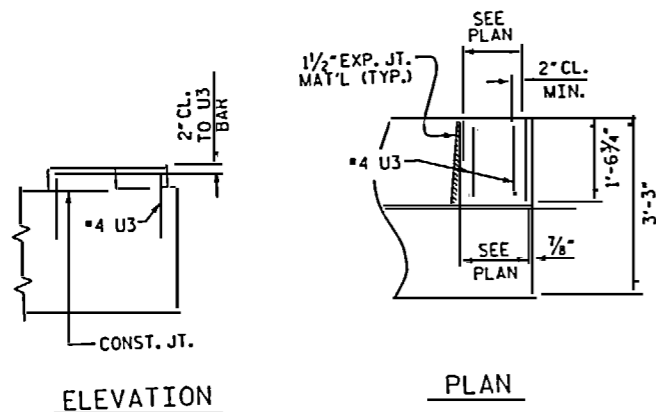 2" CL.
TO U3
BAR
#4 U3
CONST. JT.
ELEVATION
SEE
PLAN
1½" EXP. JT.
MAT'L (TYP.)
2" CL.
MIN.
#4 U3
1'-6¾"
3'-3"
SEE
PLAN
⅞"
PLAN